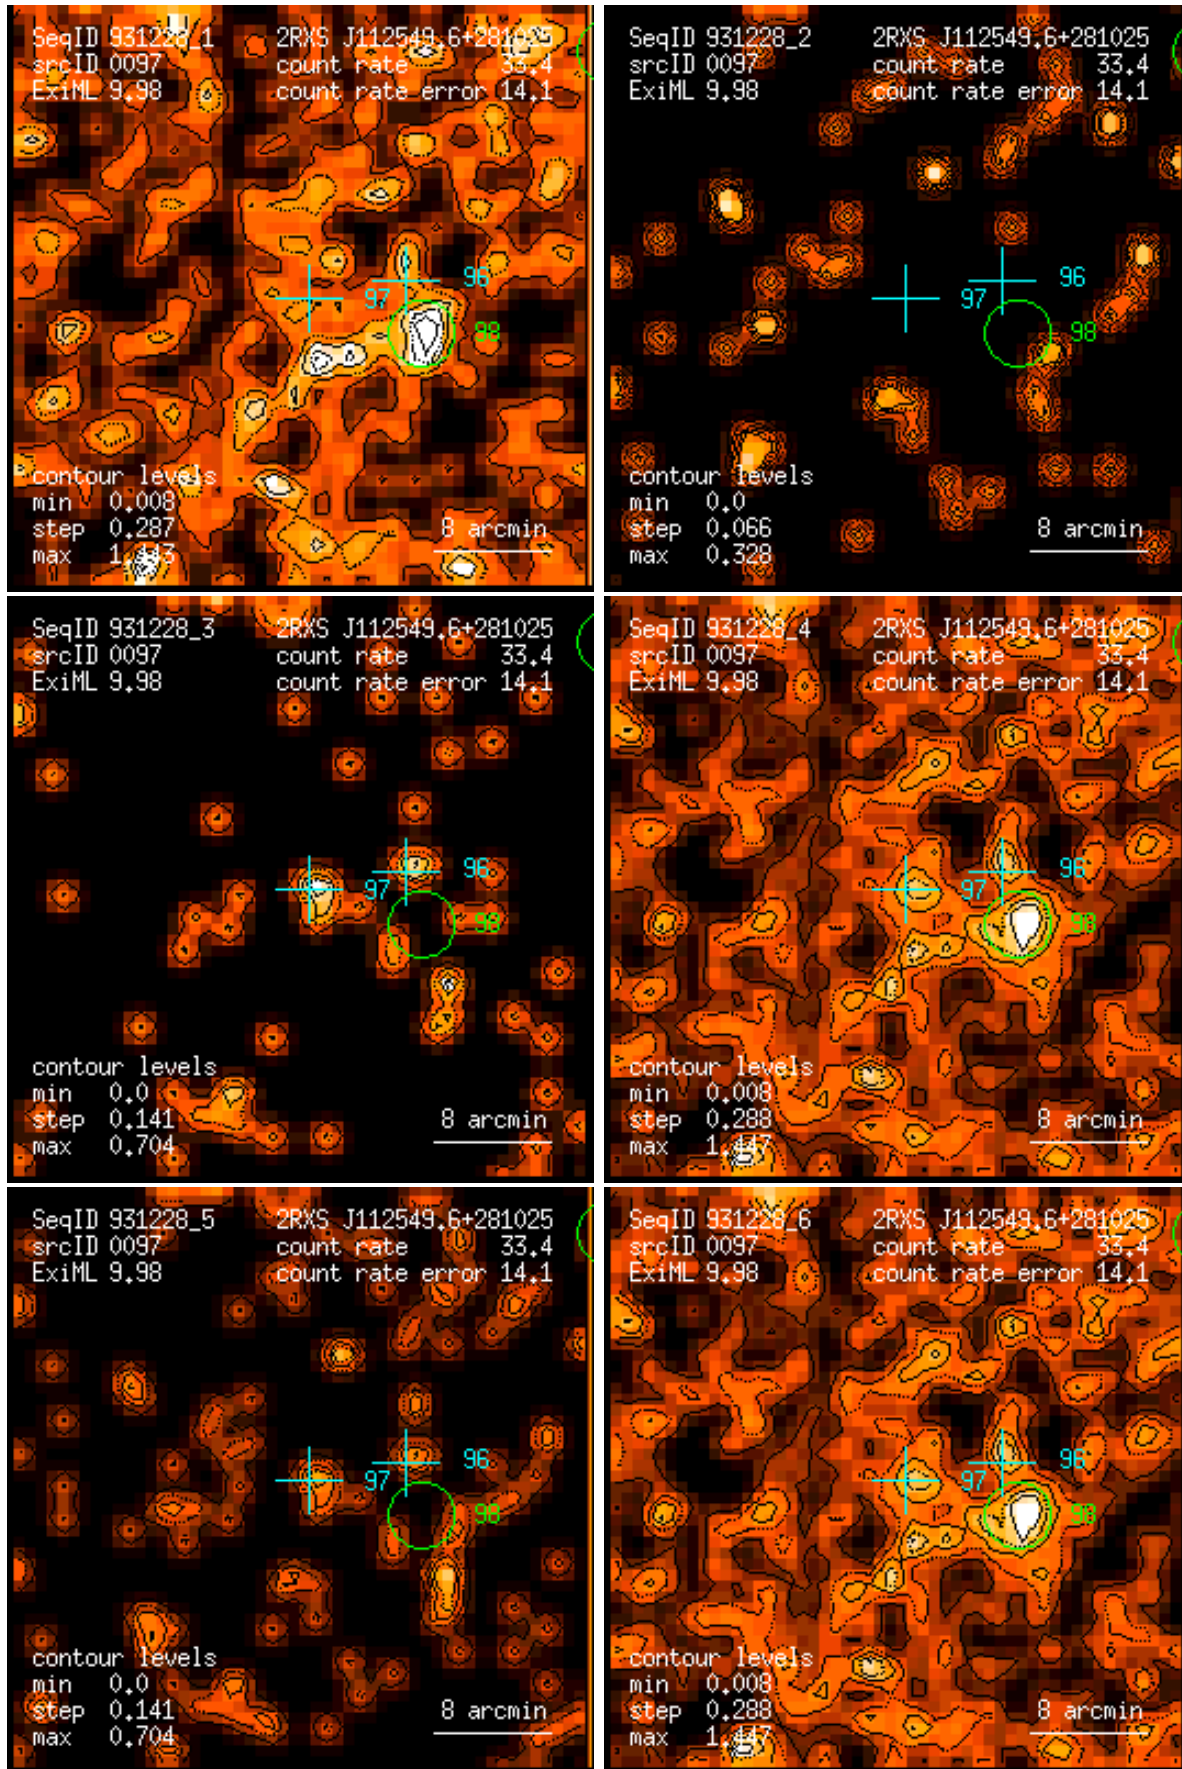 SeqID 931228_1 2RXS J112549.6+281025
srcID 0097 count rate 33.4
ExiML 9.98 count rate error 14.1
96
97
98
contour levels
min 0.008
step 0.287 8 arcmin
max 1.443
SeqID 931228_2 2RXS J112549.6+281025
srcID 0097 count rate 33.4
ExiML 9.98 count rate error 14.1
96
97
98
contour levels
min 0.0
step 0.066 8 arcmin
max 0.328
SeqID 931228_3 2RXS J112549.6+281025
srcID 0097 count rate 33.4
ExiML 9.98 count rate error 14.1
96
97
98
contour levels
min 0.0
step 0.141 8 arcmin
max 0.704
SeqID 931228_4 2RXS J112549.6+281025
srcID 0097 count rate 33.4
ExiML 9.98 count rate error 14.1
96
97
98
contour levels
min 0.008
step 0.288 8 arcmin
max 1.447
SeqID 931228_5 2RXS J112549.6+281025
srcID 0097 count rate 33.4
ExiML 9.98 count rate error 14.1
96
97
98
contour levels
min 0.0
step 0.141 8 arcmin
max 0.704
SeqID 931228_6 2RXS J112549.6+281025
srcID 0097 count rate 33.4
ExiML 9.98 count rate error 14.1
96
97
98
contour levels
min 0.008
step 0.288 8 arcmin
max 1.447